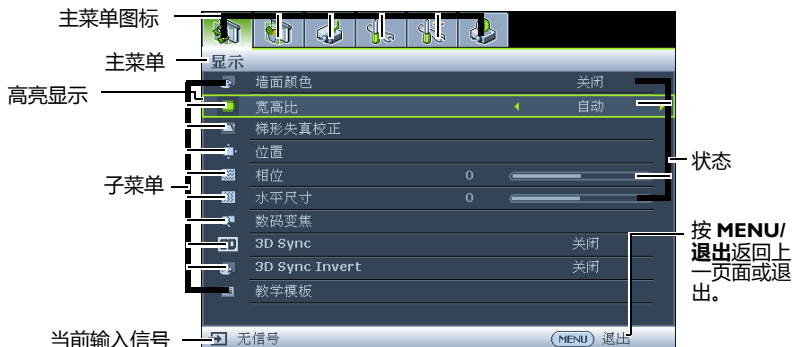 主菜单图标
主菜单
显示
高亮显示
墙面颜色 关闭
宽高比 自动
梯形失真校正
位置
相位 0
水平尺寸 0
数码变焦
3D Sync 关闭
3D Sync Invert 关闭
教学模板
子菜单
状态
按 MENU/
退出返回上
一页面或退
出。
当前输入信号
无信号
MENU 退出